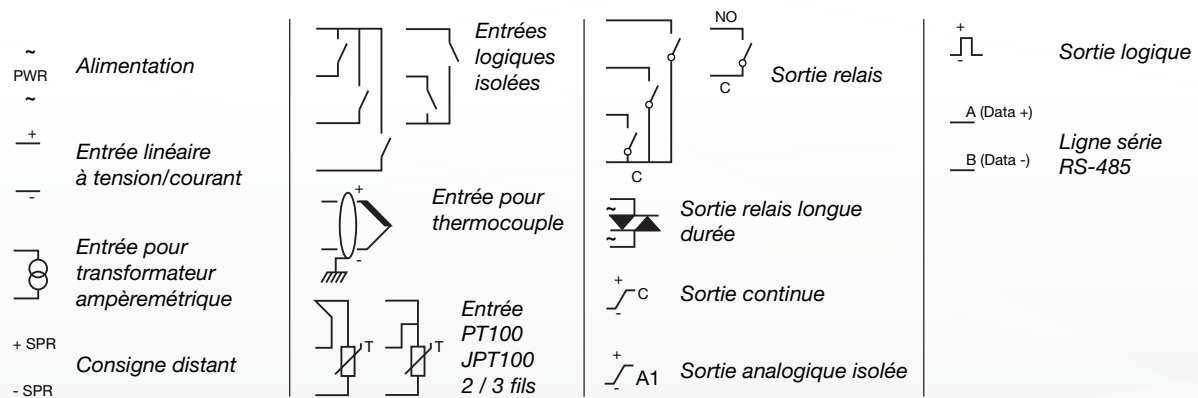 ~
PWR
~
Alimentation
+
-
Entrée linéaire
à tension/courant
Entrée pour
transformateur
ampèremétrique
+ SPR
- SPR
Consigne distant
Entrées
logiques
isolées
+
-
Entrée pour
thermocouple
T
T
Entrée
PT100
JPT100
2 / 3 fils
C
NO
C
Sortie relais
~
~
Sortie relais longue
durée
+
-
C
Sortie continue
+
-
A1
Sortie analogique isolée
+
-
Sortie logique
A (Data +)
B (Data -)
Ligne série
RS-485